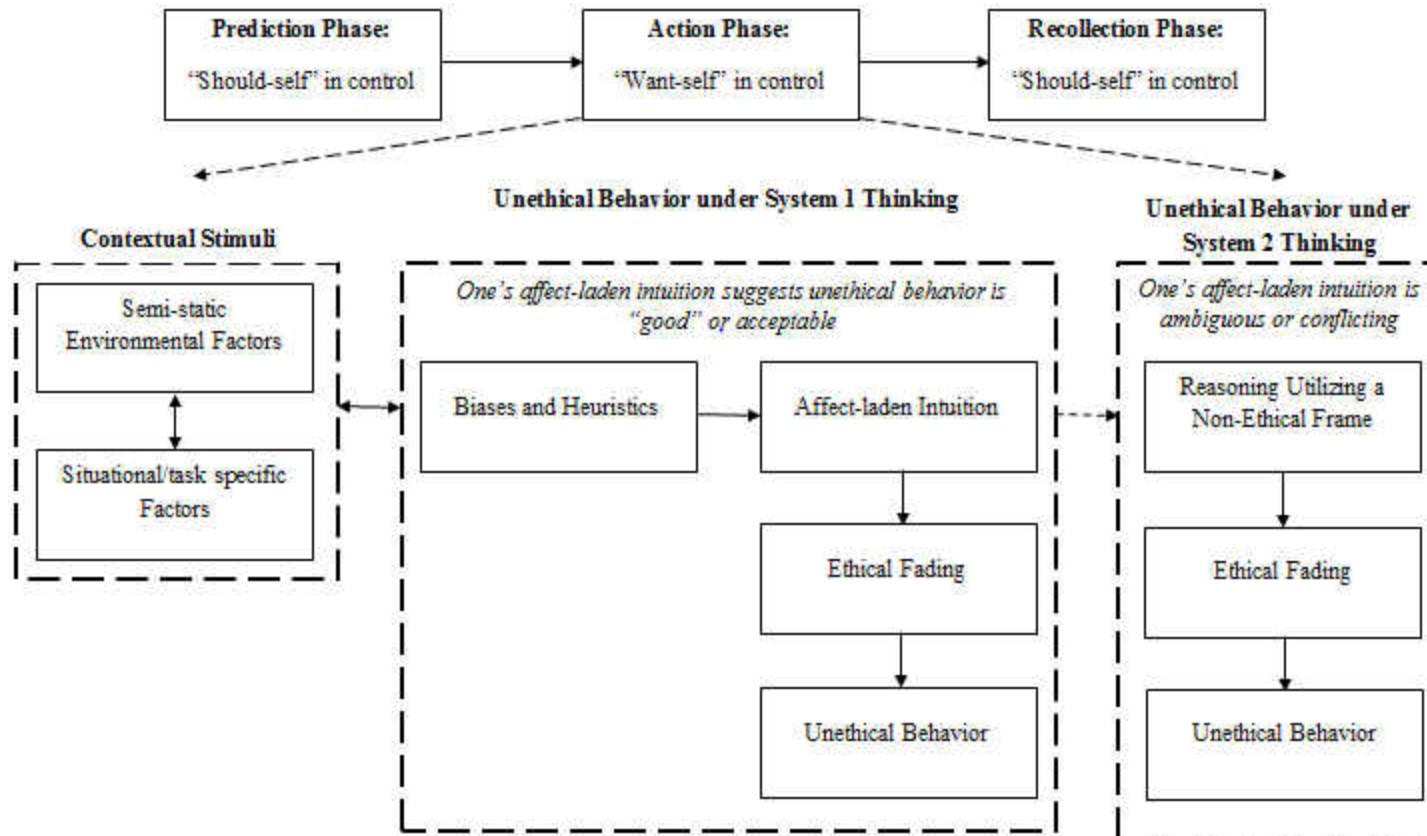 Prediction Phase:
“Should-self” in control
Action Phase:
“Want-self” in control
Recollection Phase:
“Should-self” in control
Contextual Stimuli
Semi-static
Environmental Factors
Situational/task specific
Factors
Unethical Behavior under System 1 Thinking
One’s affect-laden intuition suggests unethical behavior is
“good” or acceptable
Biases and Heuristics
Affect-laden Intuition
Ethical Fading
Unethical Behavior
Unethical Behavior under
System 2 Thinking
One’s affect-laden intuition is
ambiguous or conflicting
Reasoning Utilizing a
Non-Ethical Frame
Ethical Fading
Unethical Behavior